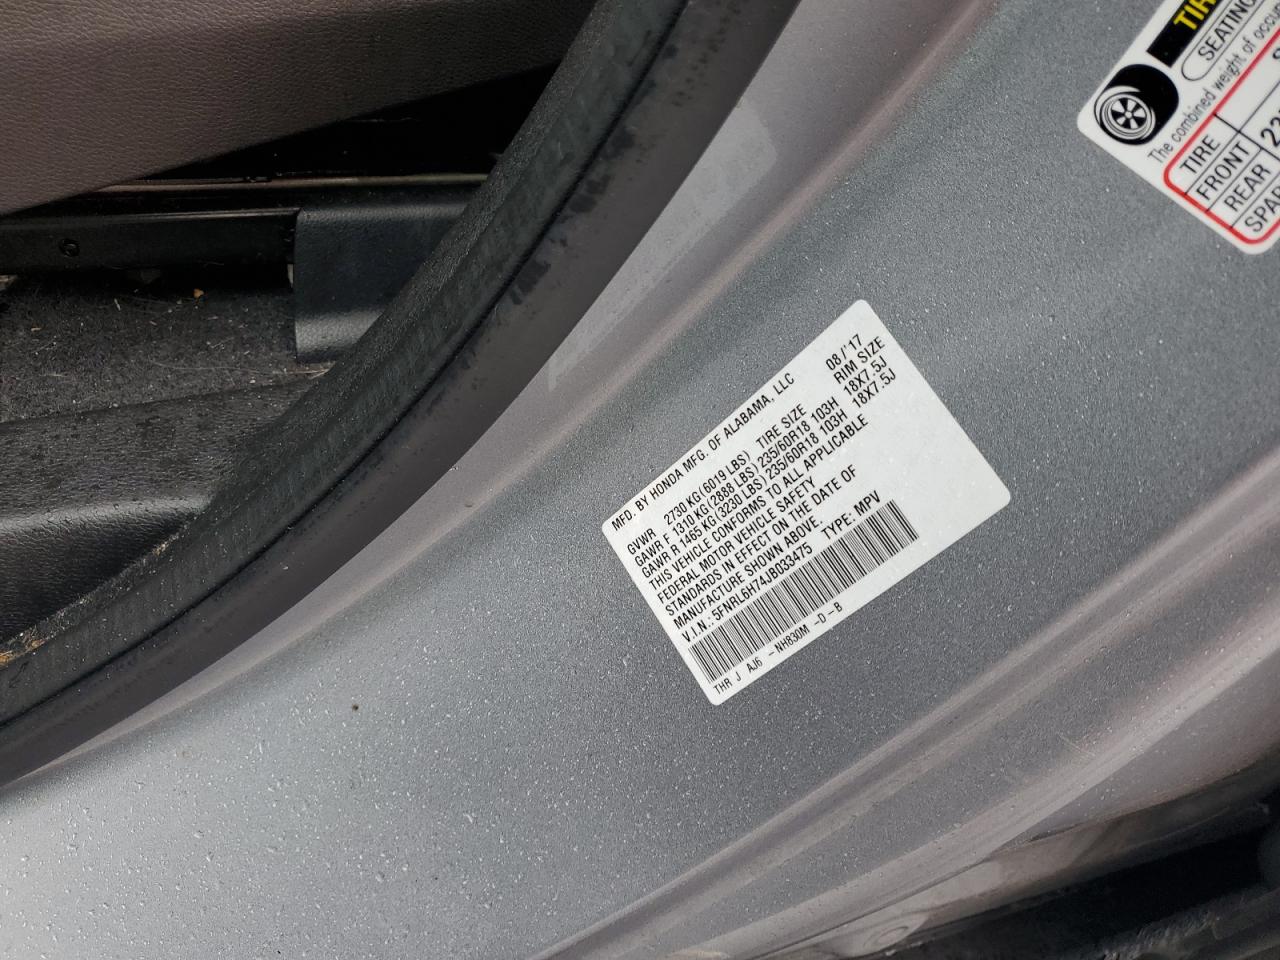 MFD. BY HONDA MFG. OF ALABAMA, LLC 08/'17
GVWR 2730 KG (6019 LBS) TIRE SIZE RIM SIZE
GAWR F 1310 KG (2888 LBS) 235/60R18 103H 18X7.5J
GAWR R 1465 KG (3230 LBS) 235/60R18 103H 18X7.5J
THIS VEHICLE CONFORMS TO ALL APPLICABLE
FEDERAL MOTOR VEHICLE SAFETY
STANDARDS IN EFFECT ON THE DATE OF
MANUFACTURE SHOWN ABOVE.
V.I.N.: 5FNRL6H74JB033475 TYPE: MPV
THR J AJ6 -NH830M -D-B
SEATING
The combined weight of
TIRE
FRONT
REAR